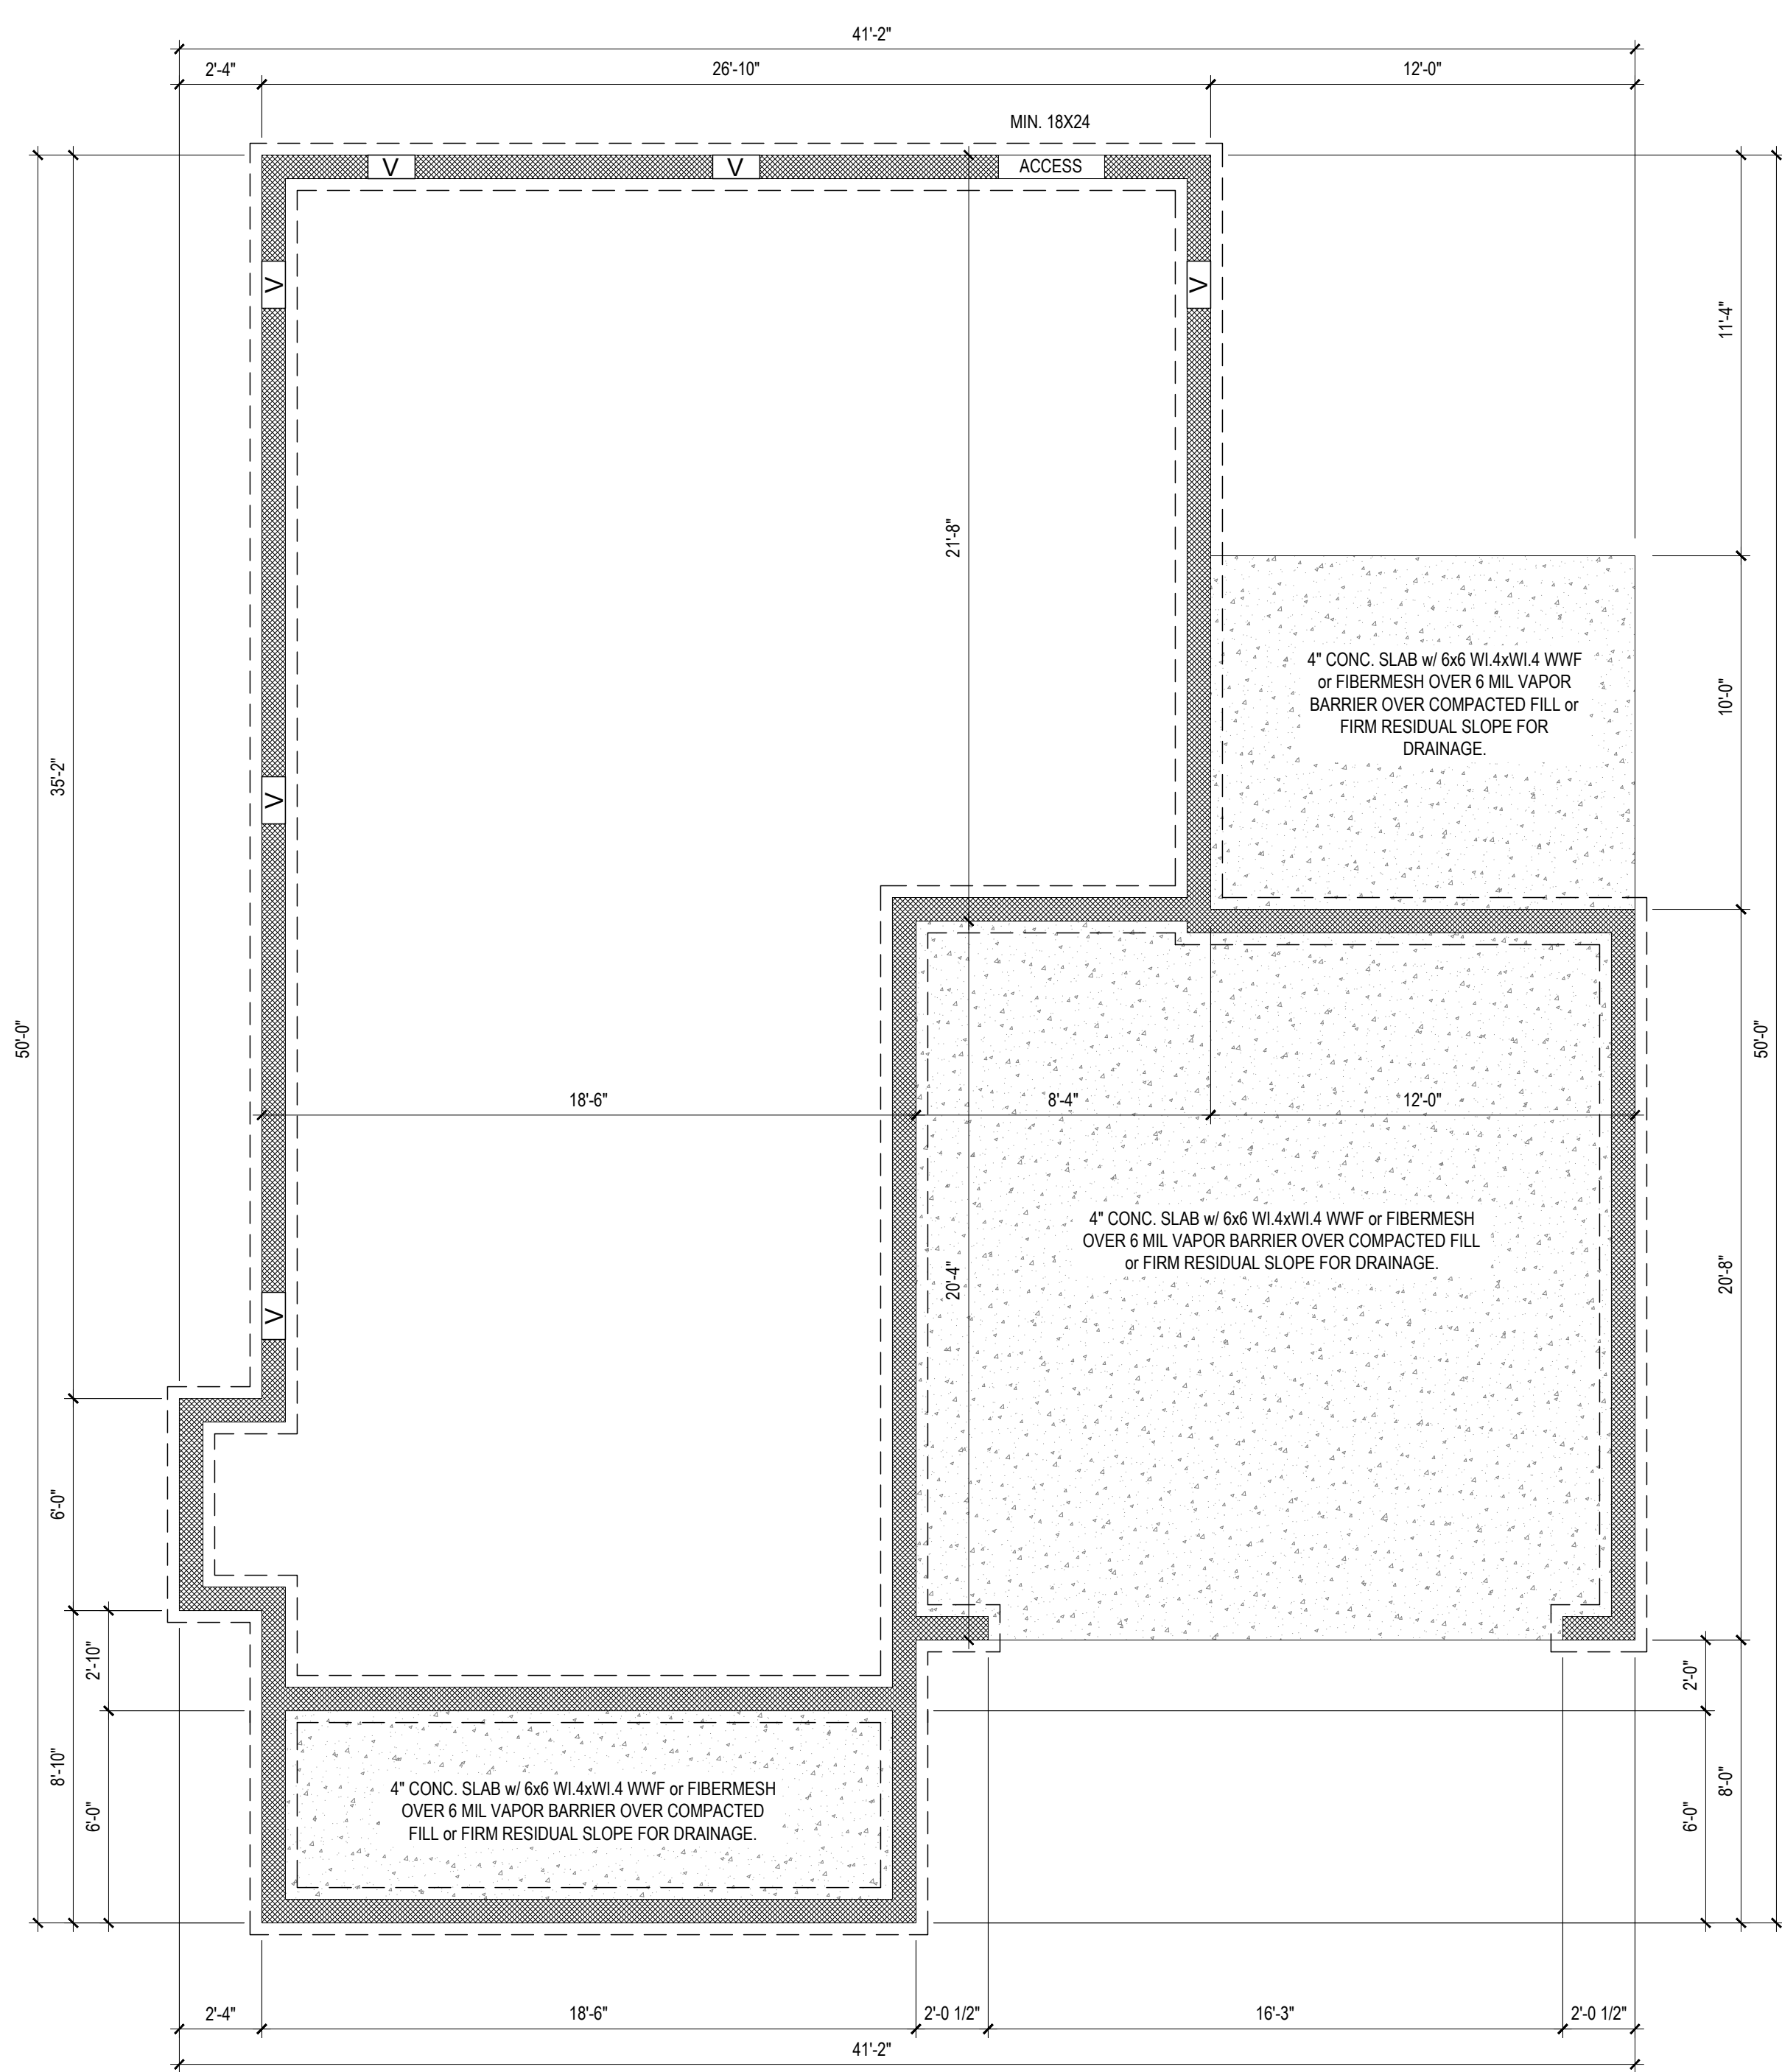 41'-2"
2'-4"
26'-10"
12'-0"
MIN. 18X24
V
V
ACCESS
V
V
11'-4"
21'-8"
4" CONC. SLAB w/ 6x6 WI.4xWI.4 WWF
or FIBERMESH OVER 6 MIL VAPOR
BARRIER OVER COMPACTED FILL or
FIRM RESIDUAL SLOPE FOR
DRAINAGE.
10'-0"
35'-2"
V
50'-0"
50'-0"
18'-6"
8'-4"
12'-0"
4" CONC. SLAB w/ 6x6 WI.4xWI.4 WWF or FIBERMESH
OVER 6 MIL VAPOR BARRIER OVER COMPACTED FILL
or FIRM RESIDUAL SLOPE FOR DRAINAGE.
20'-4"
20'-8"
V
6'-0"
2'-10"
2'-0"
8'-10"
6'-0"
4" CONC. SLAB w/ 6x6 WI.4xWI.4 WWF or FIBERMESH
OVER 6 MIL VAPOR BARRIER OVER COMPACTED
FILL or FIRM RESIDUAL SLOPE FOR DRAINAGE.
6'-0"
8'-0"
2'-4"
18'-6"
2'-0 1/2"
16'-3"
2'-0 1/2"
41'-2"